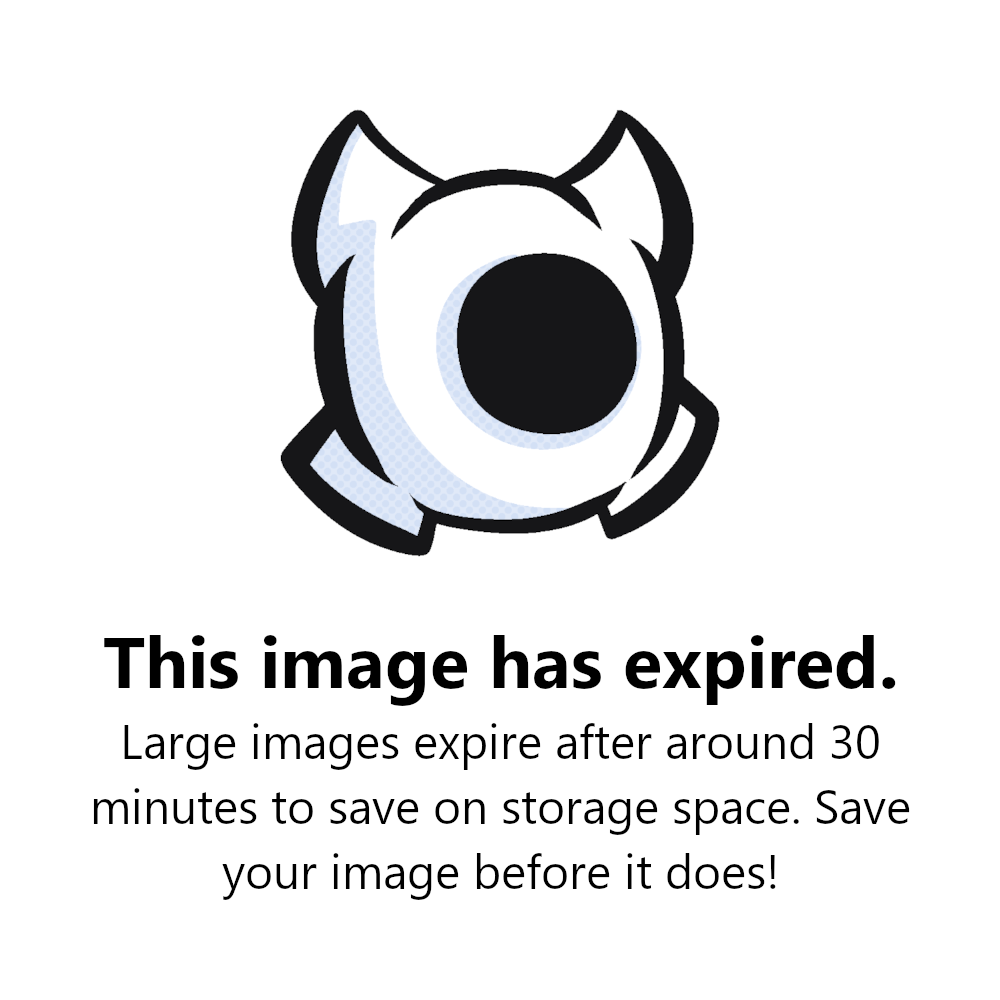 This image has expired.
Large images expire after around 30
minutes to save on storage space. Save
your image before it does!